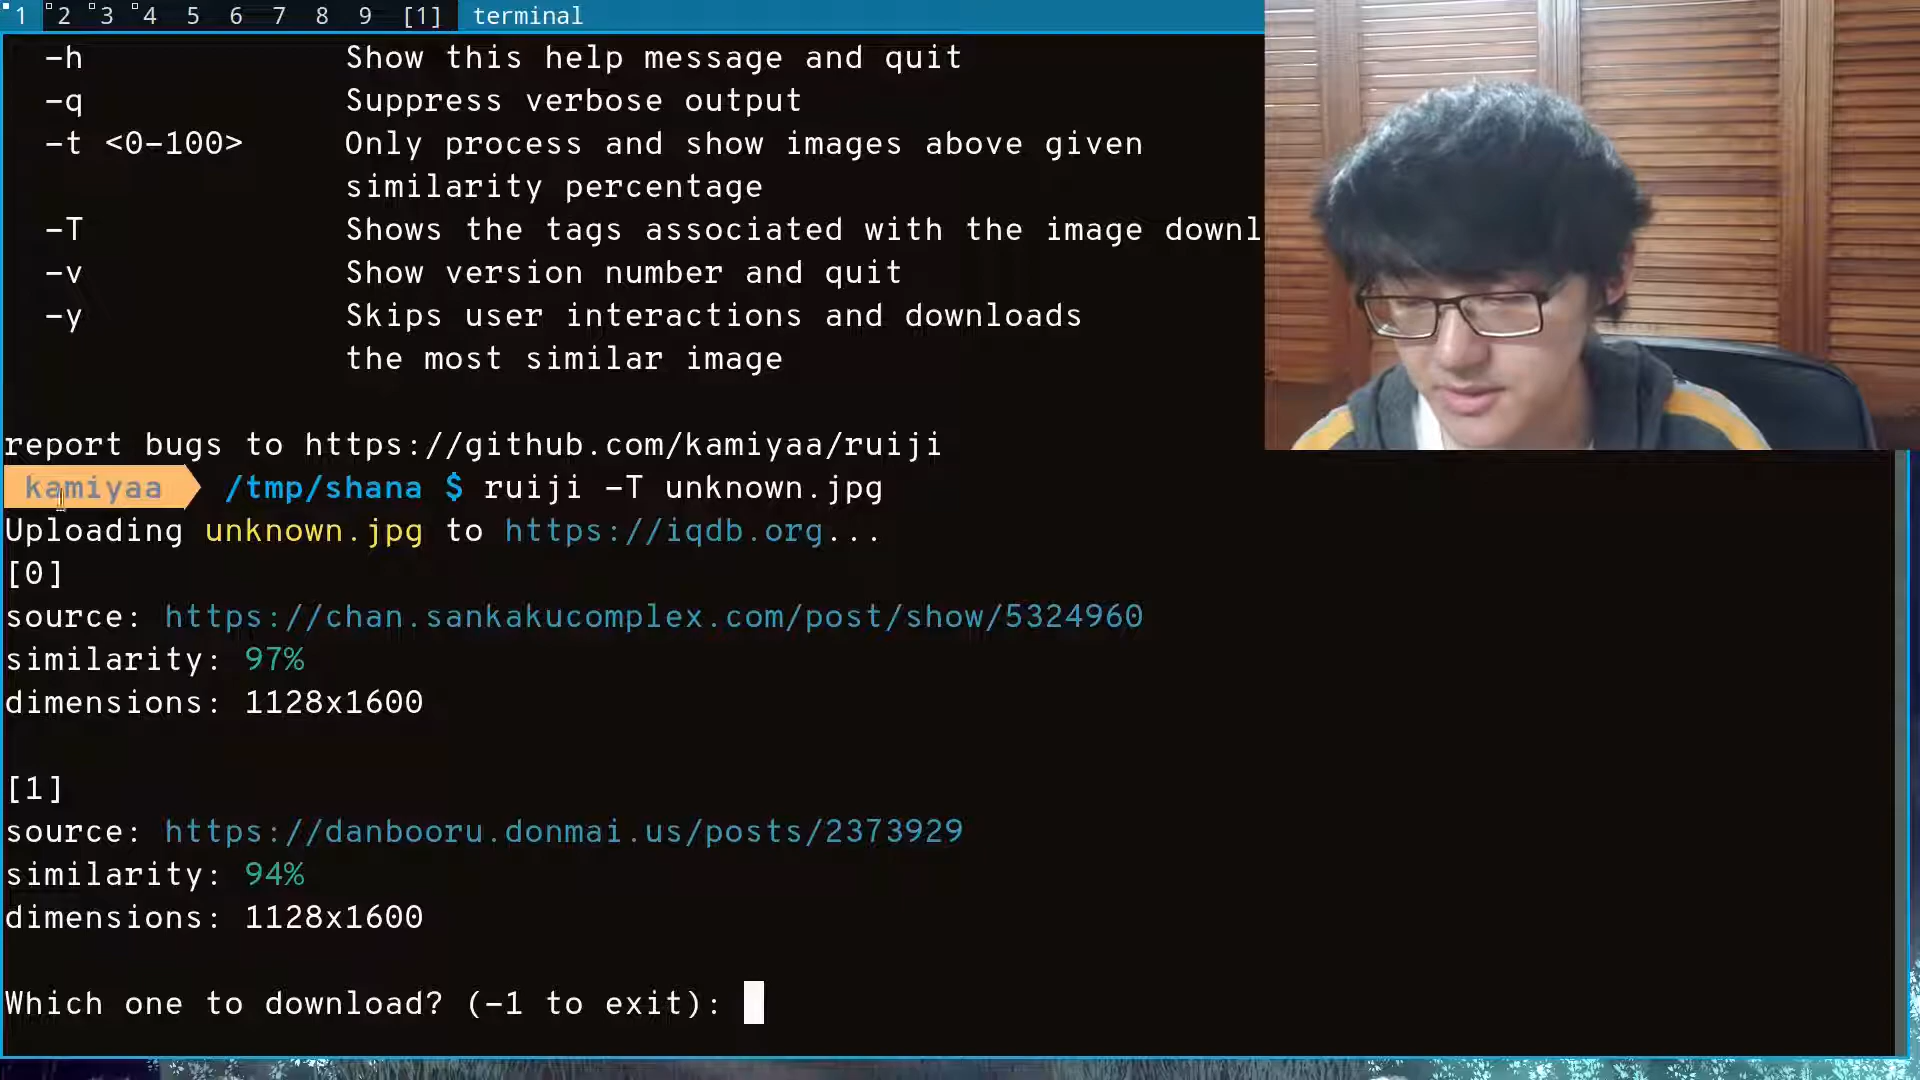 1 2 3 4 5 6 7 8 9 [1] terminal
-h Show this help message and quit
-q Suppress verbose output
-t <0-100> Only process and show images above given
similarity percentage
-T Shows the tags associated with the image downl
-v Show version number and quit
-y Skips user interactions and downloads
the most similar image
report bugs to https://github.com/kamiyaa/ruiji
kamiyaa /tmp/shana $ ruiji -T unknown.jpg
Uploading unknown.jpg to https://iqdb.org...
[0]
source: https://chan.sankakucomplex.com/post/show/5324960
similarity: 97%
dimensions: 1128x1600
[1]
source: https://danbooru.donmai.us/posts/2373929
similarity: 94%
dimensions: 1128x1600
Which one to download? (-1 to exit):